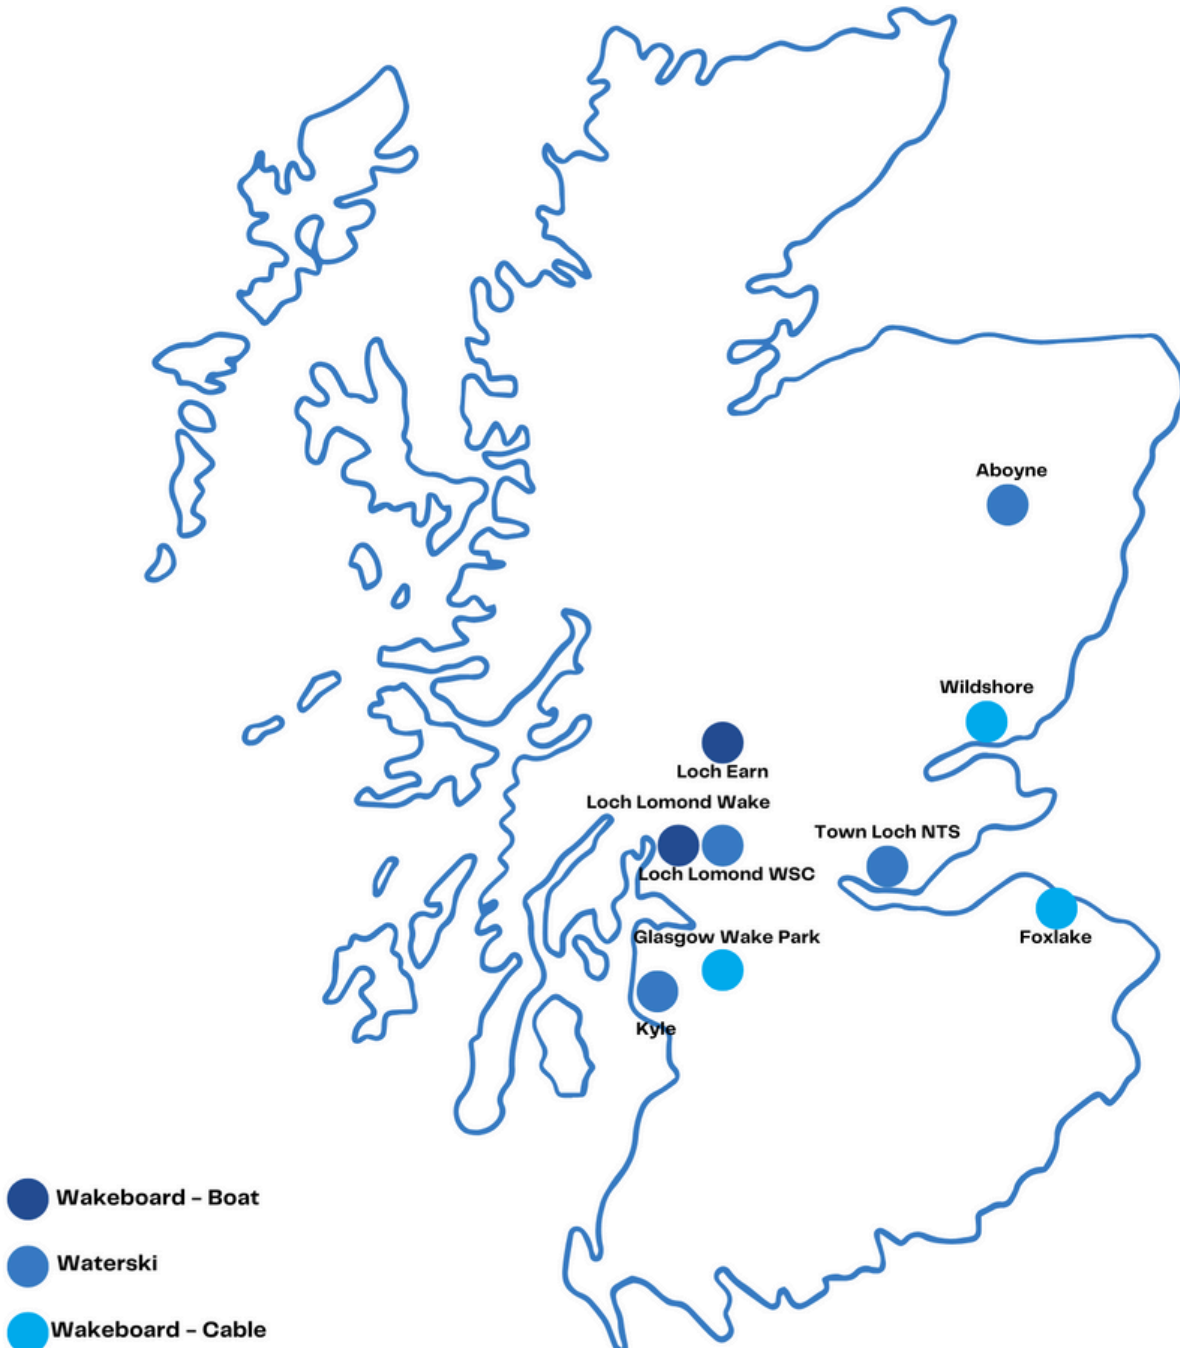 Aboyne
Wildshore
Loch Earn
Loch Lomond Wake
Town Loch NTS
Loch Lomond WSC
Glasgow Wake Park
Foxlake
Kyle
Wakeboard - Boat
Waterski
Wakeboard - Cable